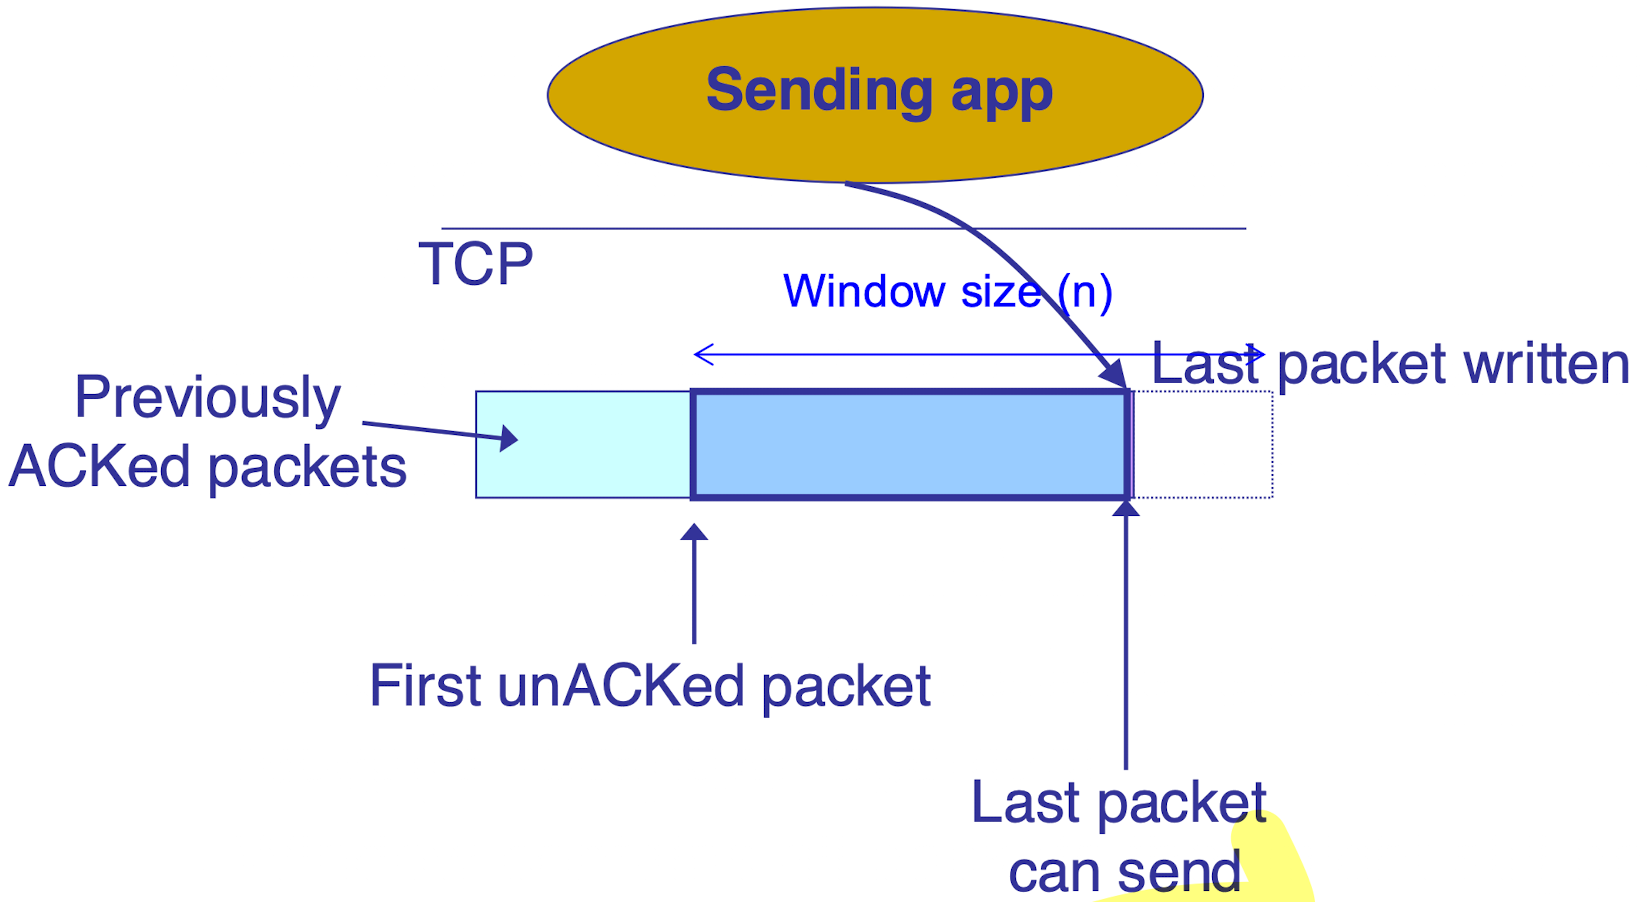 Sending app
TCP
Window size (n)
Last packet written
Previously
ACKed packets
First unACKed packet
Last packet
can send